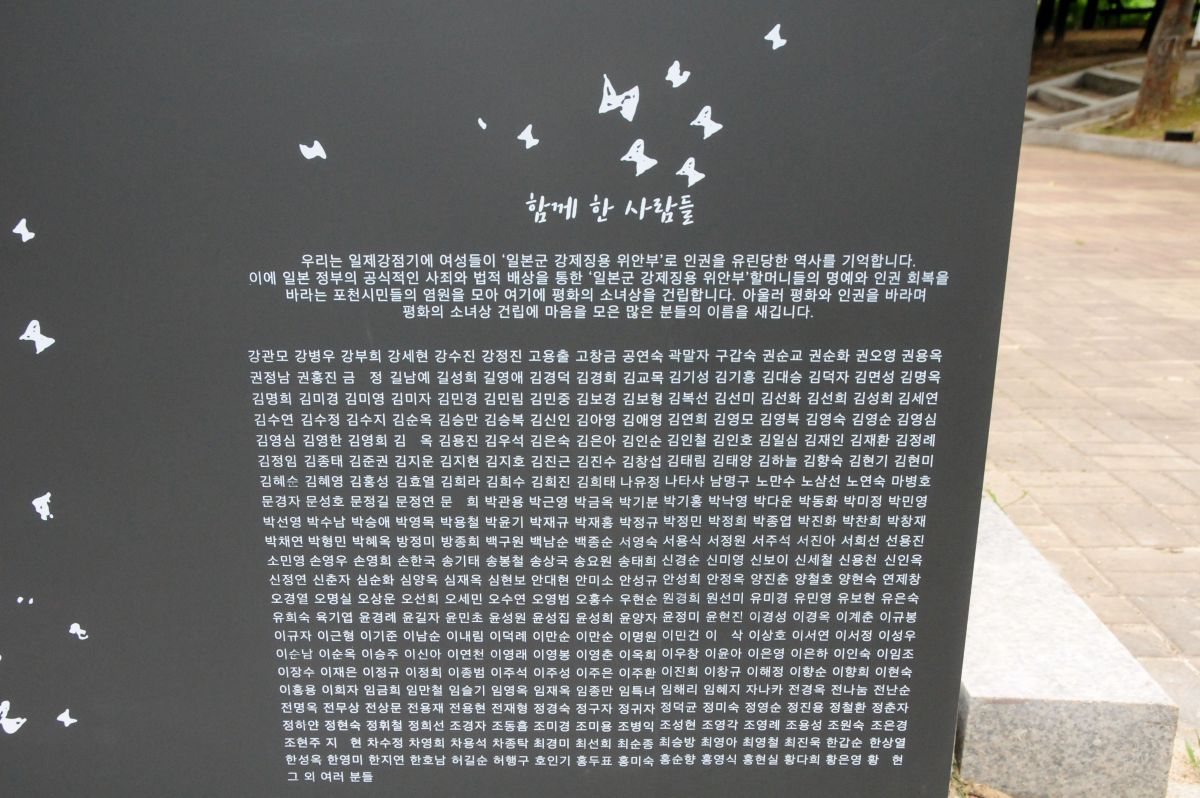 함께 한 사람들
우리는 일제강점기에 여성들이 '일본군 강제징용 위안부'로 인권을 유린당한 역사를 기억합니다.
이에 일본 정부의 공식적인 사죄와 법적 배상을 통한 '일본군 강제징용 위안부'할머니들의 명예와 인권 회복을
바라는 포천시민들의 염원을 모아 여기에 평화의 소녀상을 건립합니다. 아울러 평화와 인권을 바라며
평화의 소녀상 건립에 마음을 모은 많은 분들의 이름을 새깁니다.
강관모 강병우 강부희 강세현 강수진 강정진 고용출 고창금 공연숙 곽말자 구갑숙 권순교 권순화 권오영 권용옥
권정남 권홍진 금 정 길남예 길성희 길영애 김경덕 김경희 김교목 김기성 김기흥 김대승 김덕자 김면성 김명옥
김명희 김미경 김미영 김미자 김민경 김민림 김민중 김보경 김보형 김복선 김선미 김선화 김선희 김성희 김세연
김수연 김수정 김수지 김순옥 김승만 김승복 김신인 김아영 김애영 김연희 김영모 김영북 김영숙 김영순 김영심
김영심 김영한 김영희 김 옥 김용진 김우석 김은숙 김은아 김인순 김인철 김인호 김일심 김재인 김재환 김정례
김정임 김종태 김준권 김지운 김지현 김지호 김진근 김진수 김창섭 김태림 김태양 김하늘 김향숙 김현기 김현미
김혜순 김혜영 김홍성 김효열 김희라 김희수 김희진 김희태 나유정 나타샤 남명구 노만수 노삼선 노연숙 마병호
문경자 문성호 문정길 문정연 문 희 박관용 박근영 박금옥 박기분 박기홍 박낙영 박다운 박동화 박미정 박민영
박선영 박수남 박승애 박영목 박용철 박윤기 박재규 박재홍 박정규 박정민 박정희 박종엽 박진화 박찬희 박창재
박채연 박형민 박혜옥 방정미 방종희 백구원 백남순 백종순 서영숙 서용식 서정원 서주석 서진아 서희선 선용진
소민영 손영우 손영희 손한국 송기태 송봉철 송상국 송요원 송태희 신경순 신미영 신보이 신세철 신용천 신인옥
신정연 신춘자 심순화 심양옥 심재옥 심현보 안대현 안미소 안성규 안성희 안정옥 양진춘 양철호 양현숙 연제창
오경열 오명실 오상운 오선희 오세민 오수연 오영범 오홍수 우현순 원경희 원선미 유미경 유민영 유보현 유은숙
유희숙 육기엽 윤경례 윤길자 윤민초 윤성원 윤성집 윤성희 윤양자 윤정미 윤현진 이경성 이경옥 이계춘 이규봉
이규자 이근형 이기준 이남순 이내림 이덕례 이만순 이만순 이명원 이민건 이 삭 이상호 이서연 이서정 이성우
이순남 이순옥 이승주 이신아 이연천 이영래 이영봉 이영춘 이옥희 이우창 이윤아 이은영 이은하 이인숙 이임조
이장수 이재은 이정규 이정희 이종범 이주석 이주성 이주은 이주환 이진희 이창규 이해정 이향순 이향희 이현숙
이홍용 이희자 임금희 임만철 임슬기 임영옥 임재옥 임종만 임특녀 임해리 임혜지 자나카 전경옥 전나눔 전난순
전명옥 전무상 전상문 전용재 전용현 전재형 정경숙 정구자 정귀자 정덕균 정미숙 정영순 정진용 정철환 정춘자
정하얀 정현숙 정휘철 정희선 조경자 조동흠 조미경 조미용 조병익 조성현 조영각 조영례 조용성 조원숙 조은경
조현주 지 현 차수정 차영희 차용석 차종탁 최경미 최선희 최순종 최승방 최영아 최영철 최진욱 한갑순 한상열
한성옥 한영미 한지연 한호남 허길순 허행구 호인기 홍두표 홍미숙 홍순향 홍영식 홍현실 황다희 황은영 황 현
그 외 여러 분들